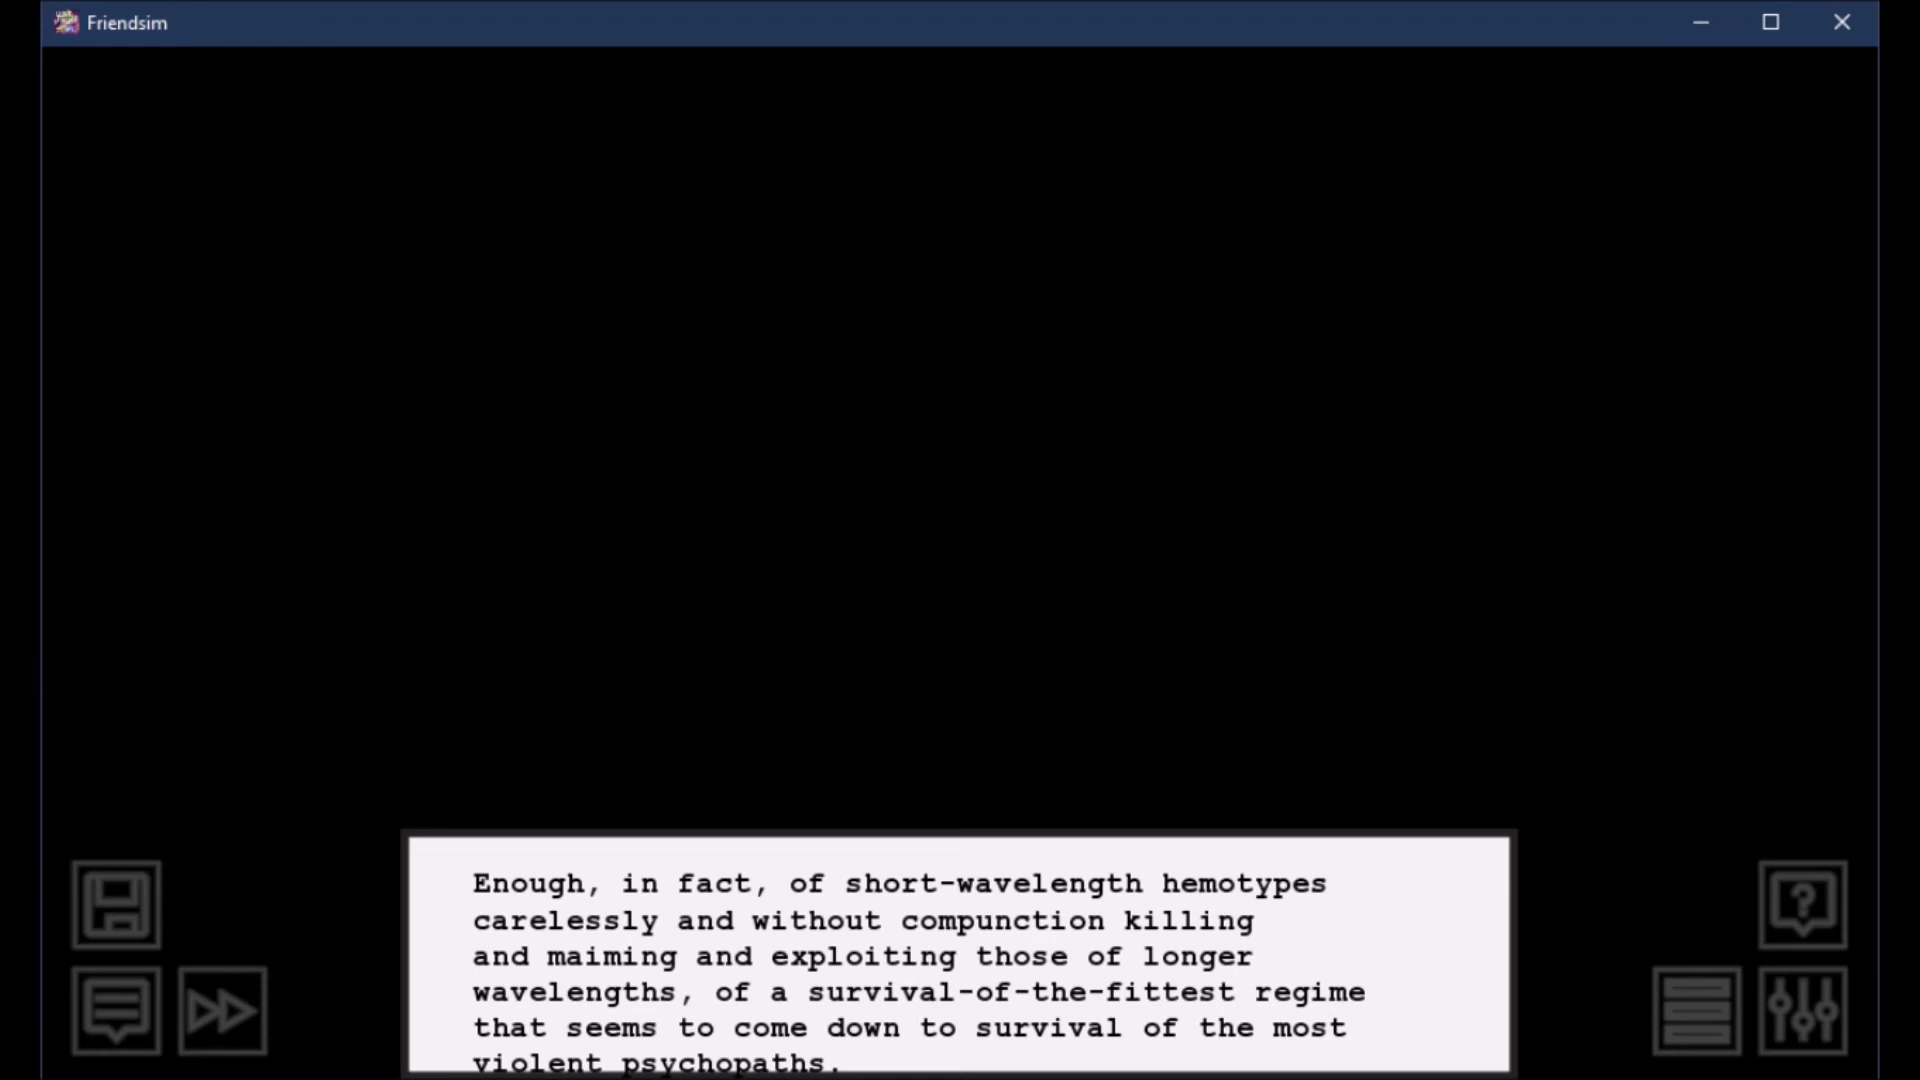 Friendsim
Enough, in fact, of short-wavelength hemotypes
carelessly and without compunction killing
and maiming and exploiting those of longer
wavelengths, of a survival-of-the-fittest regime
that seems to come down to survival of the most
violent psychopaths.